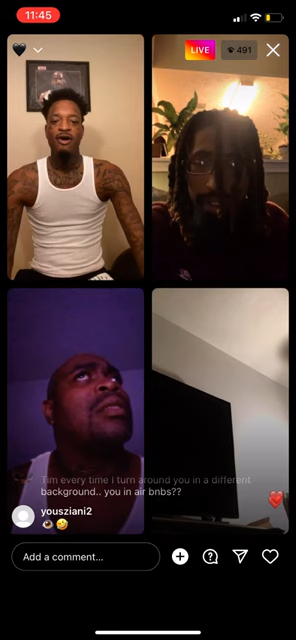 11:45
LIVE
491
Tim every time I turn around you in a different
background.. you in air bnbs??
yousziani2
👁️🤣
Add a comment...